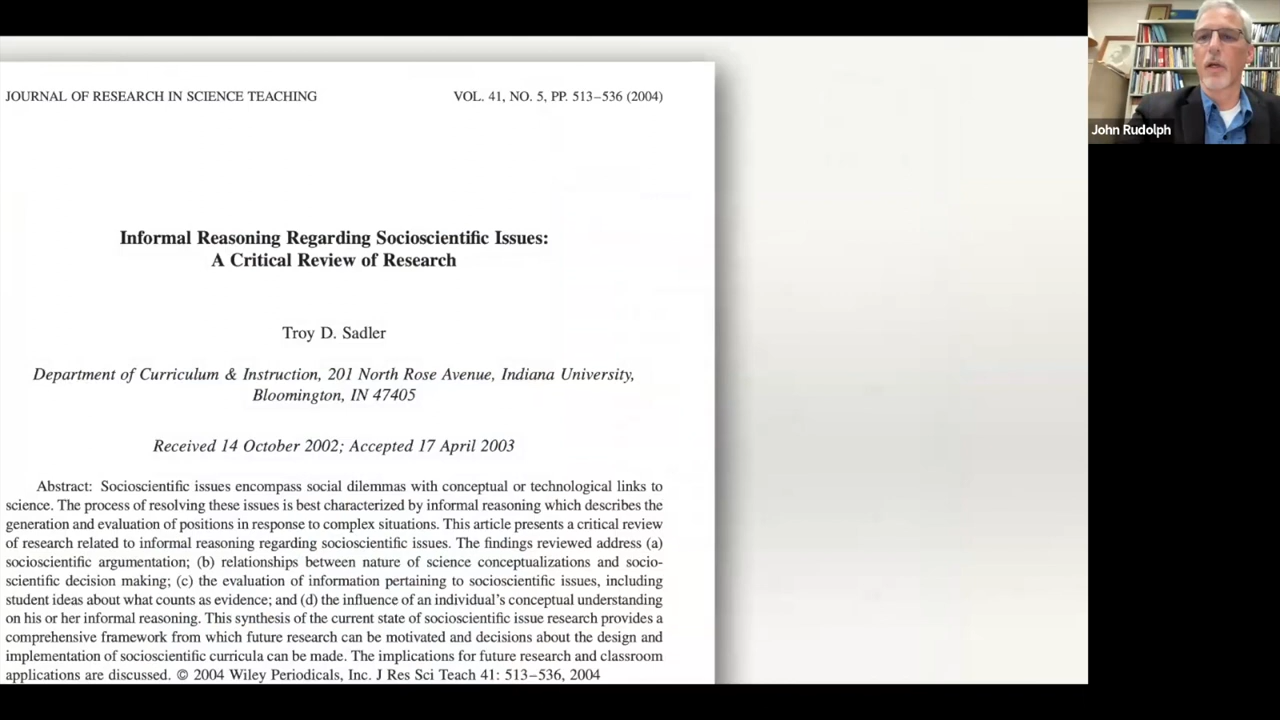 JOURNAL OF RESEARCH IN SCIENCE TEACHING VOL. 41, NO. 5, PP. 513–536 (2004)
Informal Reasoning Regarding Socioscientific Issues:
A Critical Review of Research
Troy D. Sadler
Department of Curriculum & Instruction, 201 North Rose Avenue, Indiana University,
Bloomington, IN 47405
Received 14 October 2002; Accepted 17 April 2003
Abstract: Socioscientific issues encompass social dilemmas with conceptual or technological links to
science. The process of resolving these issues is best characterized by informal reasoning which describes the
generation and evaluation of positions in response to complex situations. This article presents a critical review
of research related to informal reasoning regarding socioscientific issues. The findings reviewed address (a)
socioscientific argumentation; (b) relationships between nature of science conceptualizations and socio-
scientific decision making; (c) the evaluation of information pertaining to socioscientific issues, including
student ideas about what counts as evidence; and (d) the influence of an individual's conceptual understanding
on his or her informal reasoning. This synthesis of the current state of socioscientific issue research provides a
comprehensive framework from which future research can be motivated and decisions about the design and
implementation of socioscientific curricula can be made. The implications for future research and classroom
applications are discussed. © 2004 Wiley Periodicals, Inc. J Res Sci Teach 41: 513–536, 2004
John Rudolph